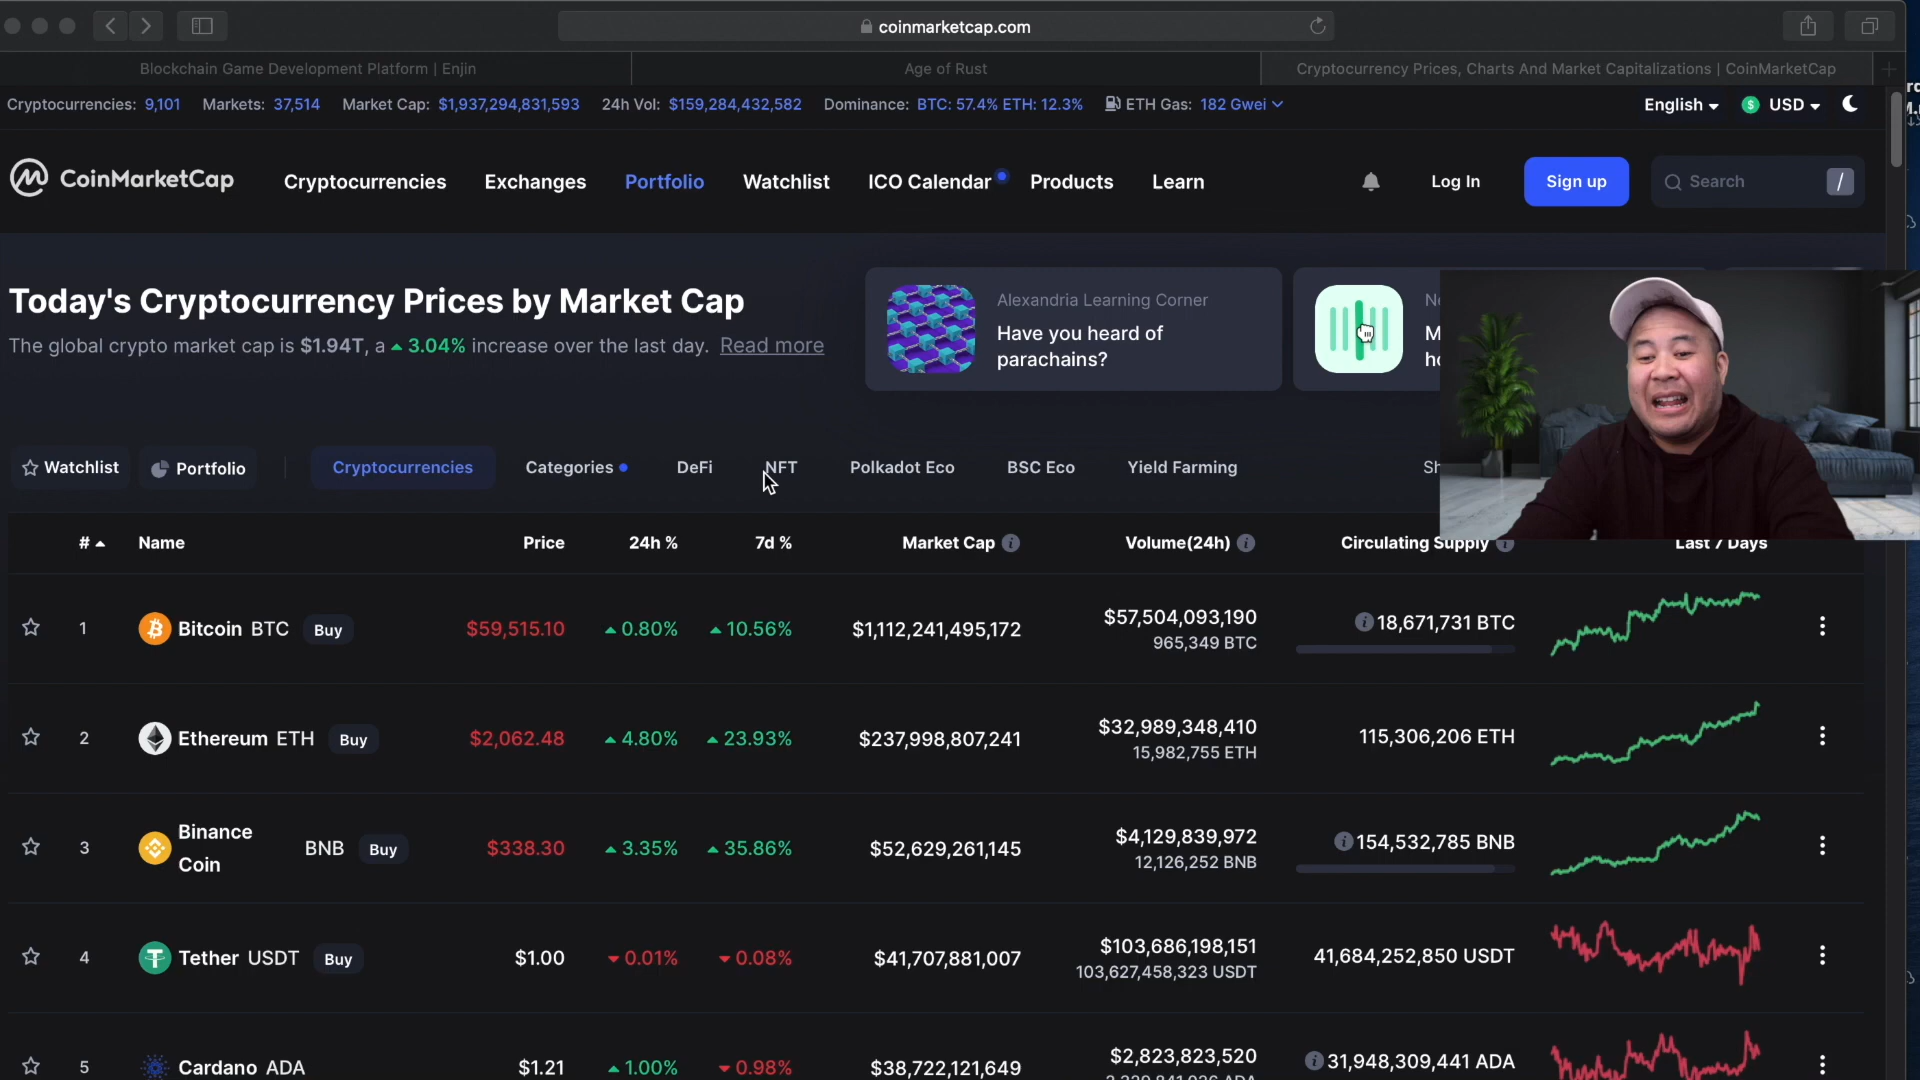 coinmarketcap.com
Blockchain Game Development Platform | Enjin
Age of Rust
Cryptocurrency Prices, Charts And Market Capitalizations | CoinMarketCap
Cryptocurrencies: 9,101 Markets: 37,514 Market Cap: $1,937,294,831,593 24h Vol: $159,284,432,582 Dominance: BTC: 57.4% ETH: 12.3% ETH Gas: 182 Gwei
English USD
CoinMarketCap Cryptocurrencies Exchanges Portfolio Watchlist ICO Calendar Products Learn Log In Sign up Search /
Today's Cryptocurrency Prices by Market Cap
The global crypto market cap is $1.94T, a 3.04% increase over the last day. Read more
Alexandria Learning Corner
Have you heard of
parachains?
Watchlist Portfolio Cryptocurrencies Categories DeFi NFT Polkadot Eco BSC Eco Yield Farming
# Name Price 24h % 7d % Market Cap Volume(24h) Circulating Supply Last 7 Days
1 Bitcoin BTC Buy $59,515.10 0.80% 10.56% $1,112,241,495,172 $57,504,093,190 18,671,731 BTC
965,349 BTC
2 Ethereum ETH Buy $2,062.48 4.80% 23.93% $237,998,807,241 $32,989,348,410 115,306,206 ETH
15,982,755 ETH
3 Binance Coin BNB Buy $338.30 3.35% 35.86% $52,629,261,145 $4,129,839,972 154,532,785 BNB
12,126,252 BNB
4 Tether USDT Buy $1.00 0.01% 0.08% $41,707,881,007 $103,686,198,151 41,684,252,850 USDT
103,627,458,323 USDT
5 Cardano ADA $1.21 1.00% 0.98% $38,722,121,649 $2,823,823,520 31,948,309,441 ADA